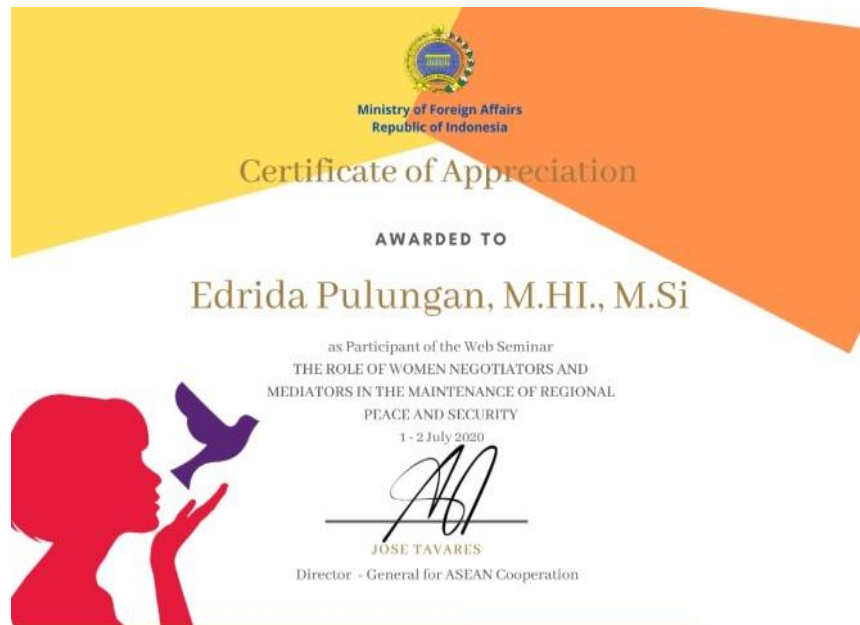 Ministry of Foreign Affairs
Republic of Indonesia
Certificate of Appreciation
AWARDED TO
Edrida Pulungan, M.HI., M.Si
as Participant of the Web Seminar
THE ROLE OF WOMEN NEGOTIATORS AND
MEDIATORS IN THE MAINTENANCE OF REGIONAL
PEACE AND SECURITY
1 - 2 July 2020
JOSE TAVARES
Director - General for ASEAN Cooperation